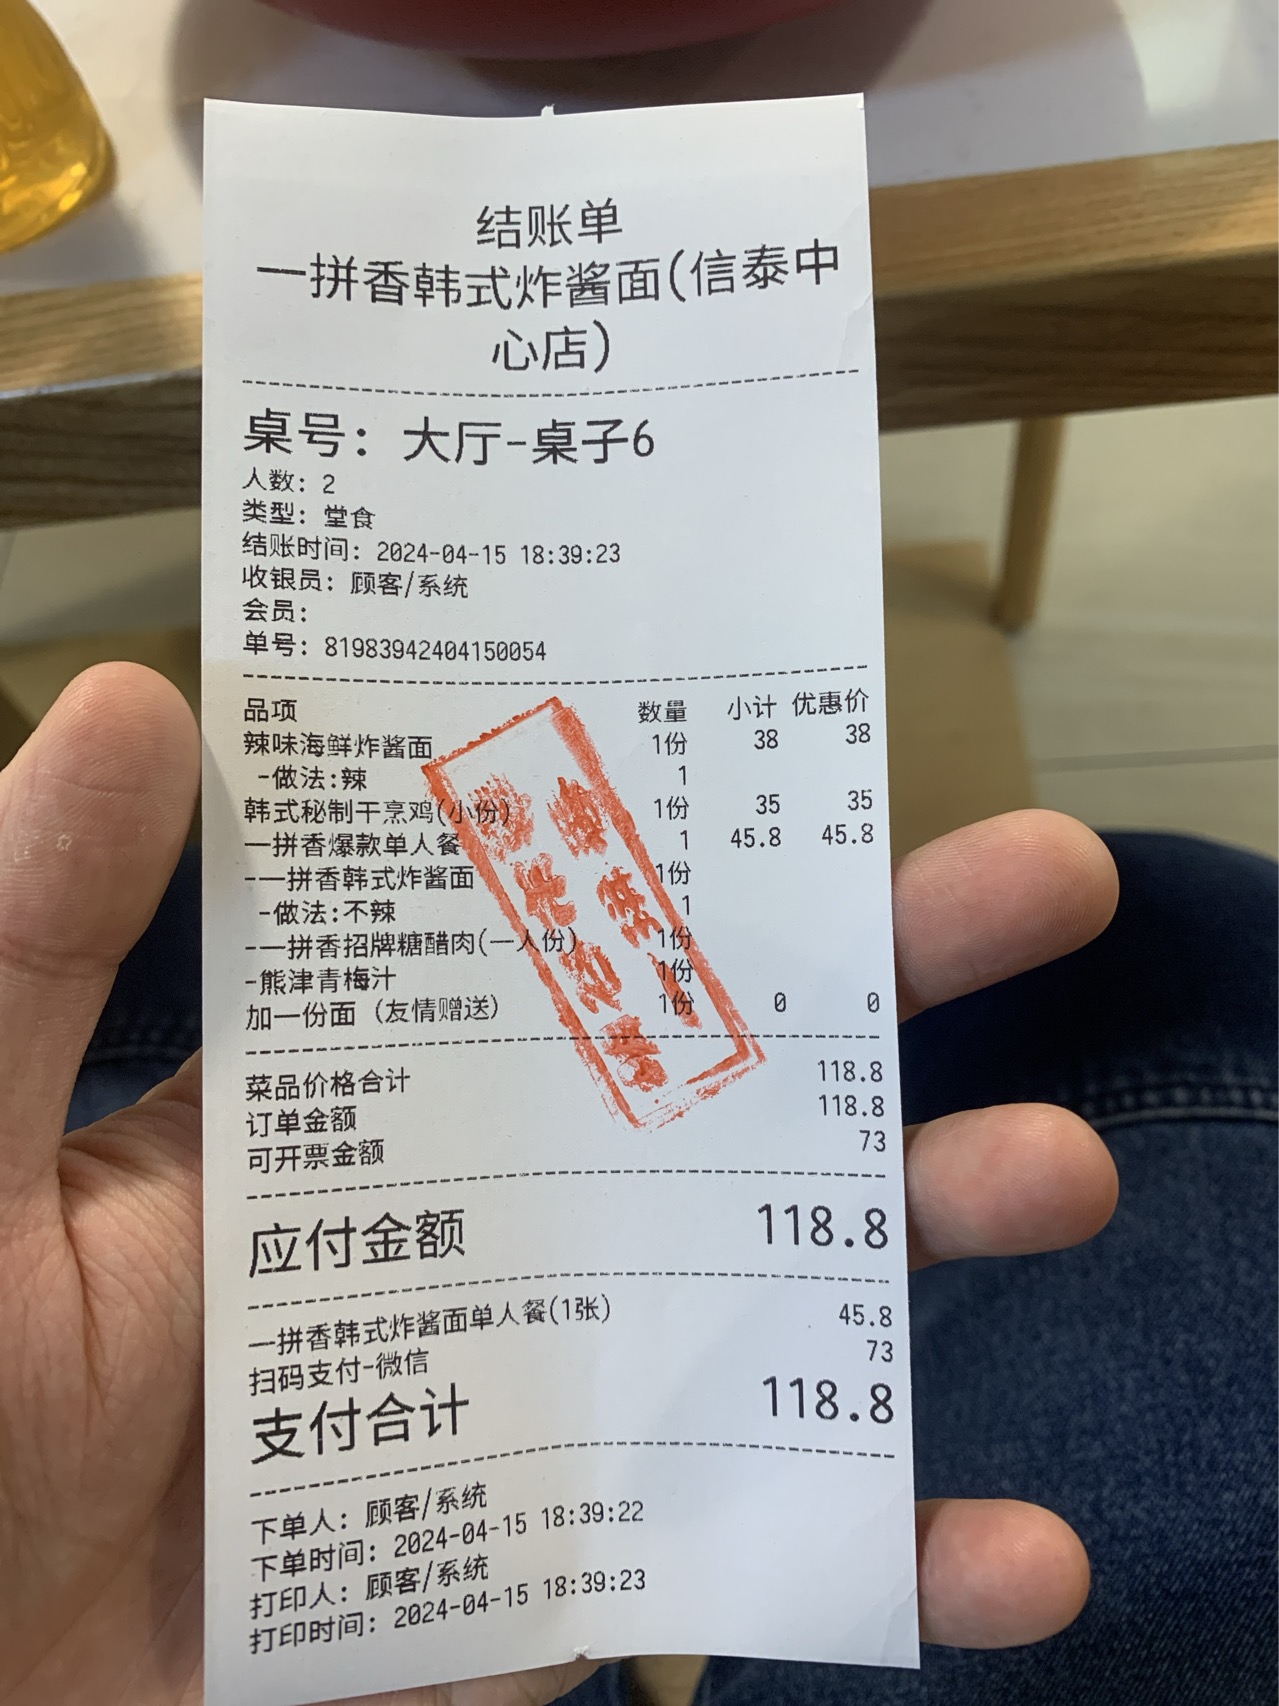 结账单
一拼香韩式炸酱面(信泰中
心店)
桌号: 大厅-桌子6
人数: 2
类型: 堂食
结账时间: 2024-04-15 18:39:23
收银员: 顾客/系统
会员:
单号: 81983942404150054
品项 数量 小计 优惠价
辣味海鲜炸酱面 1份 38 38
-做法:辣 1
韩式秘制干烹鸡(小份) 1份 35 35
一拼香爆款单人餐 1 45.8 45.8
-一拼香韩式炸酱面 1份
-做法:不辣 1
-一拼香招牌糖醋肉(一人份) 1份
-熊津青梅汁 1份
加一份面 (友情赠送) 1份 0 0
菜品价格合计 118.8
订单金额 118.8
可开票金额 73
应付金额 118.8
一拼香韩式炸酱面单人餐(1张) 45.8
扫码支付-微信 73
支付合计 118.8
下单人: 顾客/系统
下单时间: 2024-04-15 18:39:22
打印人: 顾客/系统
打印时间: 2024-04-15 18:39:23